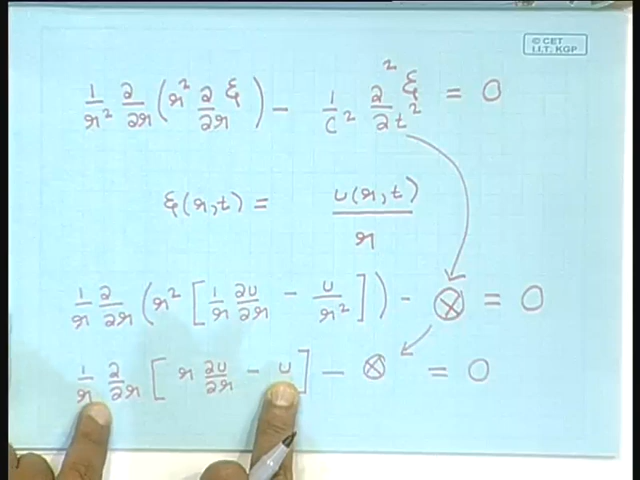 © CET
I.I.T. KGP
1/r² ∂/∂r (r² ∂ξ/∂r) - 1/c² ∂²ξ/∂t² = 0
ξ(r,t) = u(r,t)/r
1/r ∂/∂r (r² [1/r ∂u/∂r - u/r²]) - ⊗ = 0
1/r ∂/∂r [r ∂u/∂r - u] - ⊗ = 0